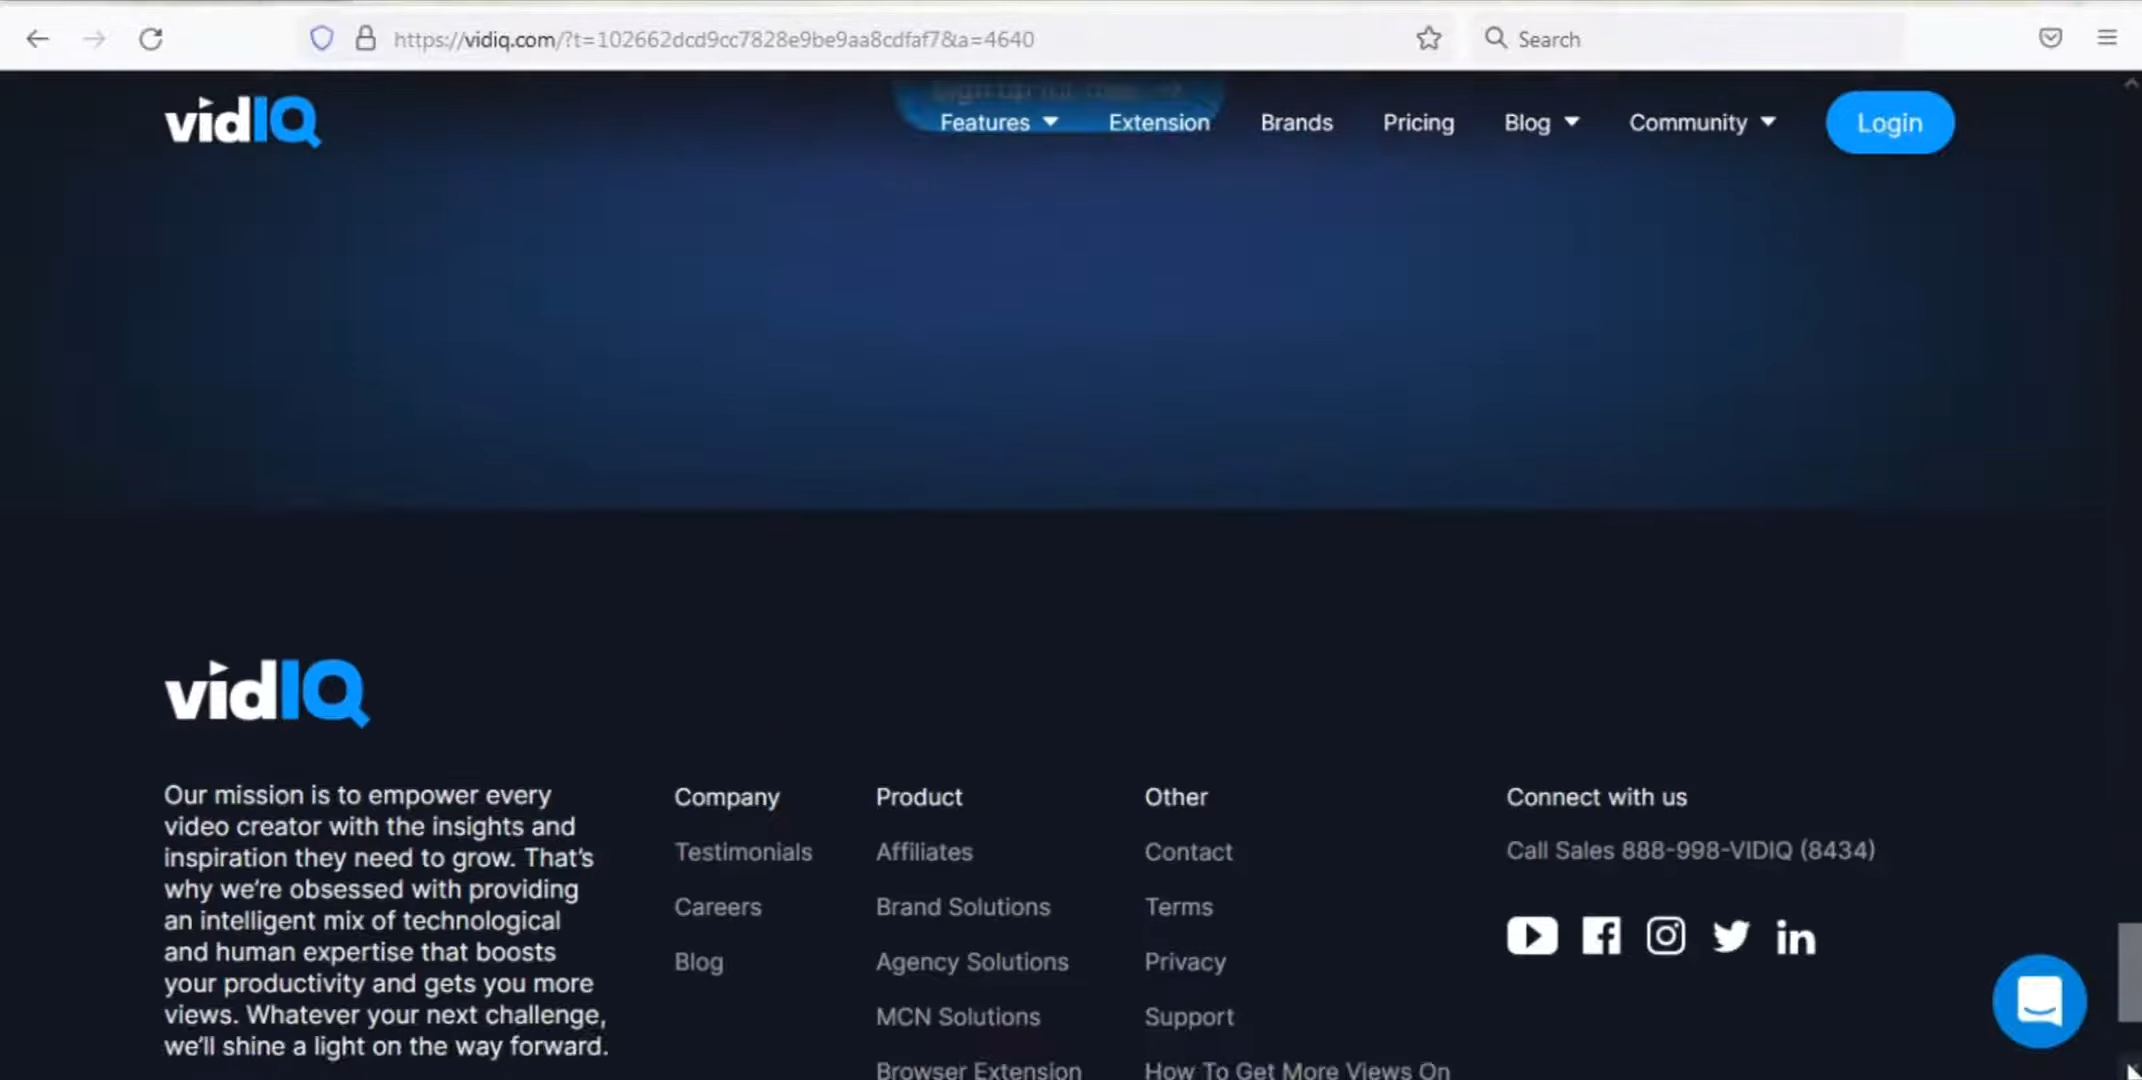 https://vidiq.com/?t=102662dcd9cc7828e9be9aa8cdfaf7&a=4640
Search
vidIQ
Features
Extension
Brands
Pricing
Blog
Community
Login
vidIQ
Our mission is to empower every
video creator with the insights and
inspiration they need to grow. That's
why we're obsessed with providing
an intelligent mix of technological
and human expertise that boosts
your productivity and gets you more
views. Whatever your next challenge,
we'll shine a light on the way forward.
Company
Testimonials
Careers
Blog
Product
Affiliates
Brand Solutions
Agency Solutions
MCN Solutions
Browser Extension
Other
Contact
Terms
Privacy
Support
How To Get More Views On
Connect with us
Call Sales 888-998-VIDIQ (8434)